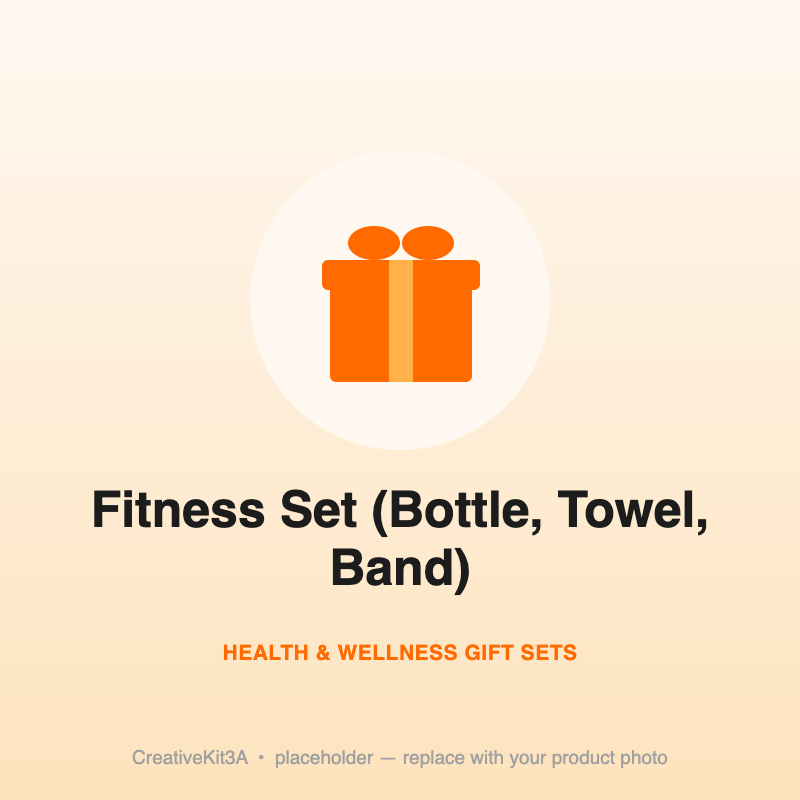 Fitness Set (Bottle, Towel,
Band)
HEALTH & WELLNESS GIFT SETS
CreativeKit3A • placeholder — replace with your product photo